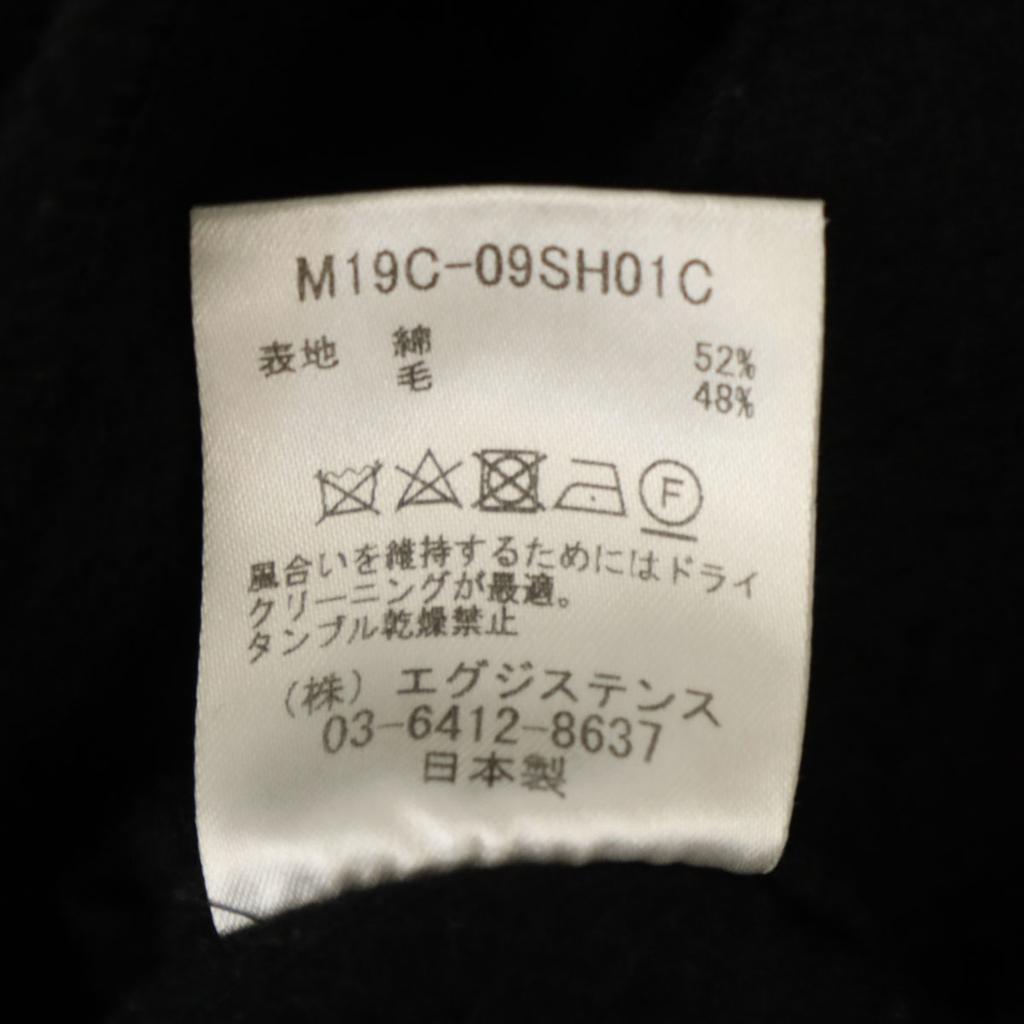 M19C-09SH01C
表地 綿 52%
毛 48%
F
風合いを維持するためにはドライ
クリーニングが最適。
タンブル乾燥禁止
(株) エグジステンス
03-6412-8637
日本製